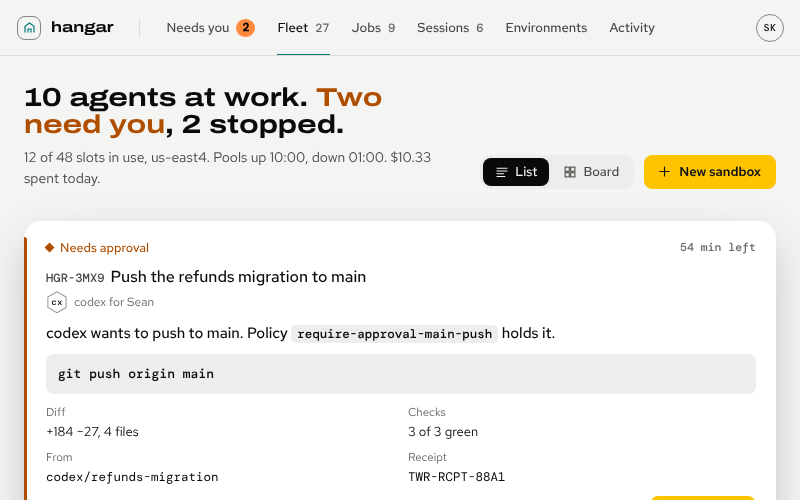 hangar
Needs you 2
Fleet 27
Jobs 9
Sessions 6
Environments
Activity
SK
10 agents at work. Two
need you, 2 stopped.
12 of 48 slots in use, us-east4. Pools up 10:00, down 01:00. $10.33
spent today.
List
Board
New sandbox
Needs approval
54 min left
HGR-3MX9 Push the refunds migration to main
cx codex for Sean
codex wants to push to main. Policy require-approval-main-push holds it.
git push origin main
Diff
+184 −27, 4 files
Checks
3 of 3 green
From
codex/refunds-migration
Receipt
TWR-RCPT-88A1